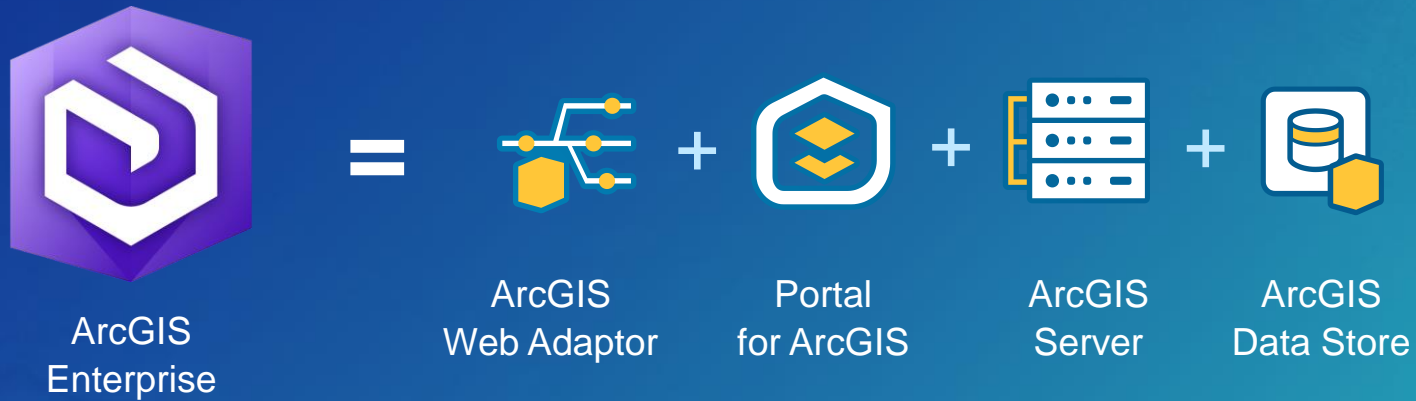 ArcGIS
Enterprise
=
ArcGIS
Web Adaptor
+
Portal
for ArcGIS
+
ArcGIS
Server
+
ArcGIS
Data Store